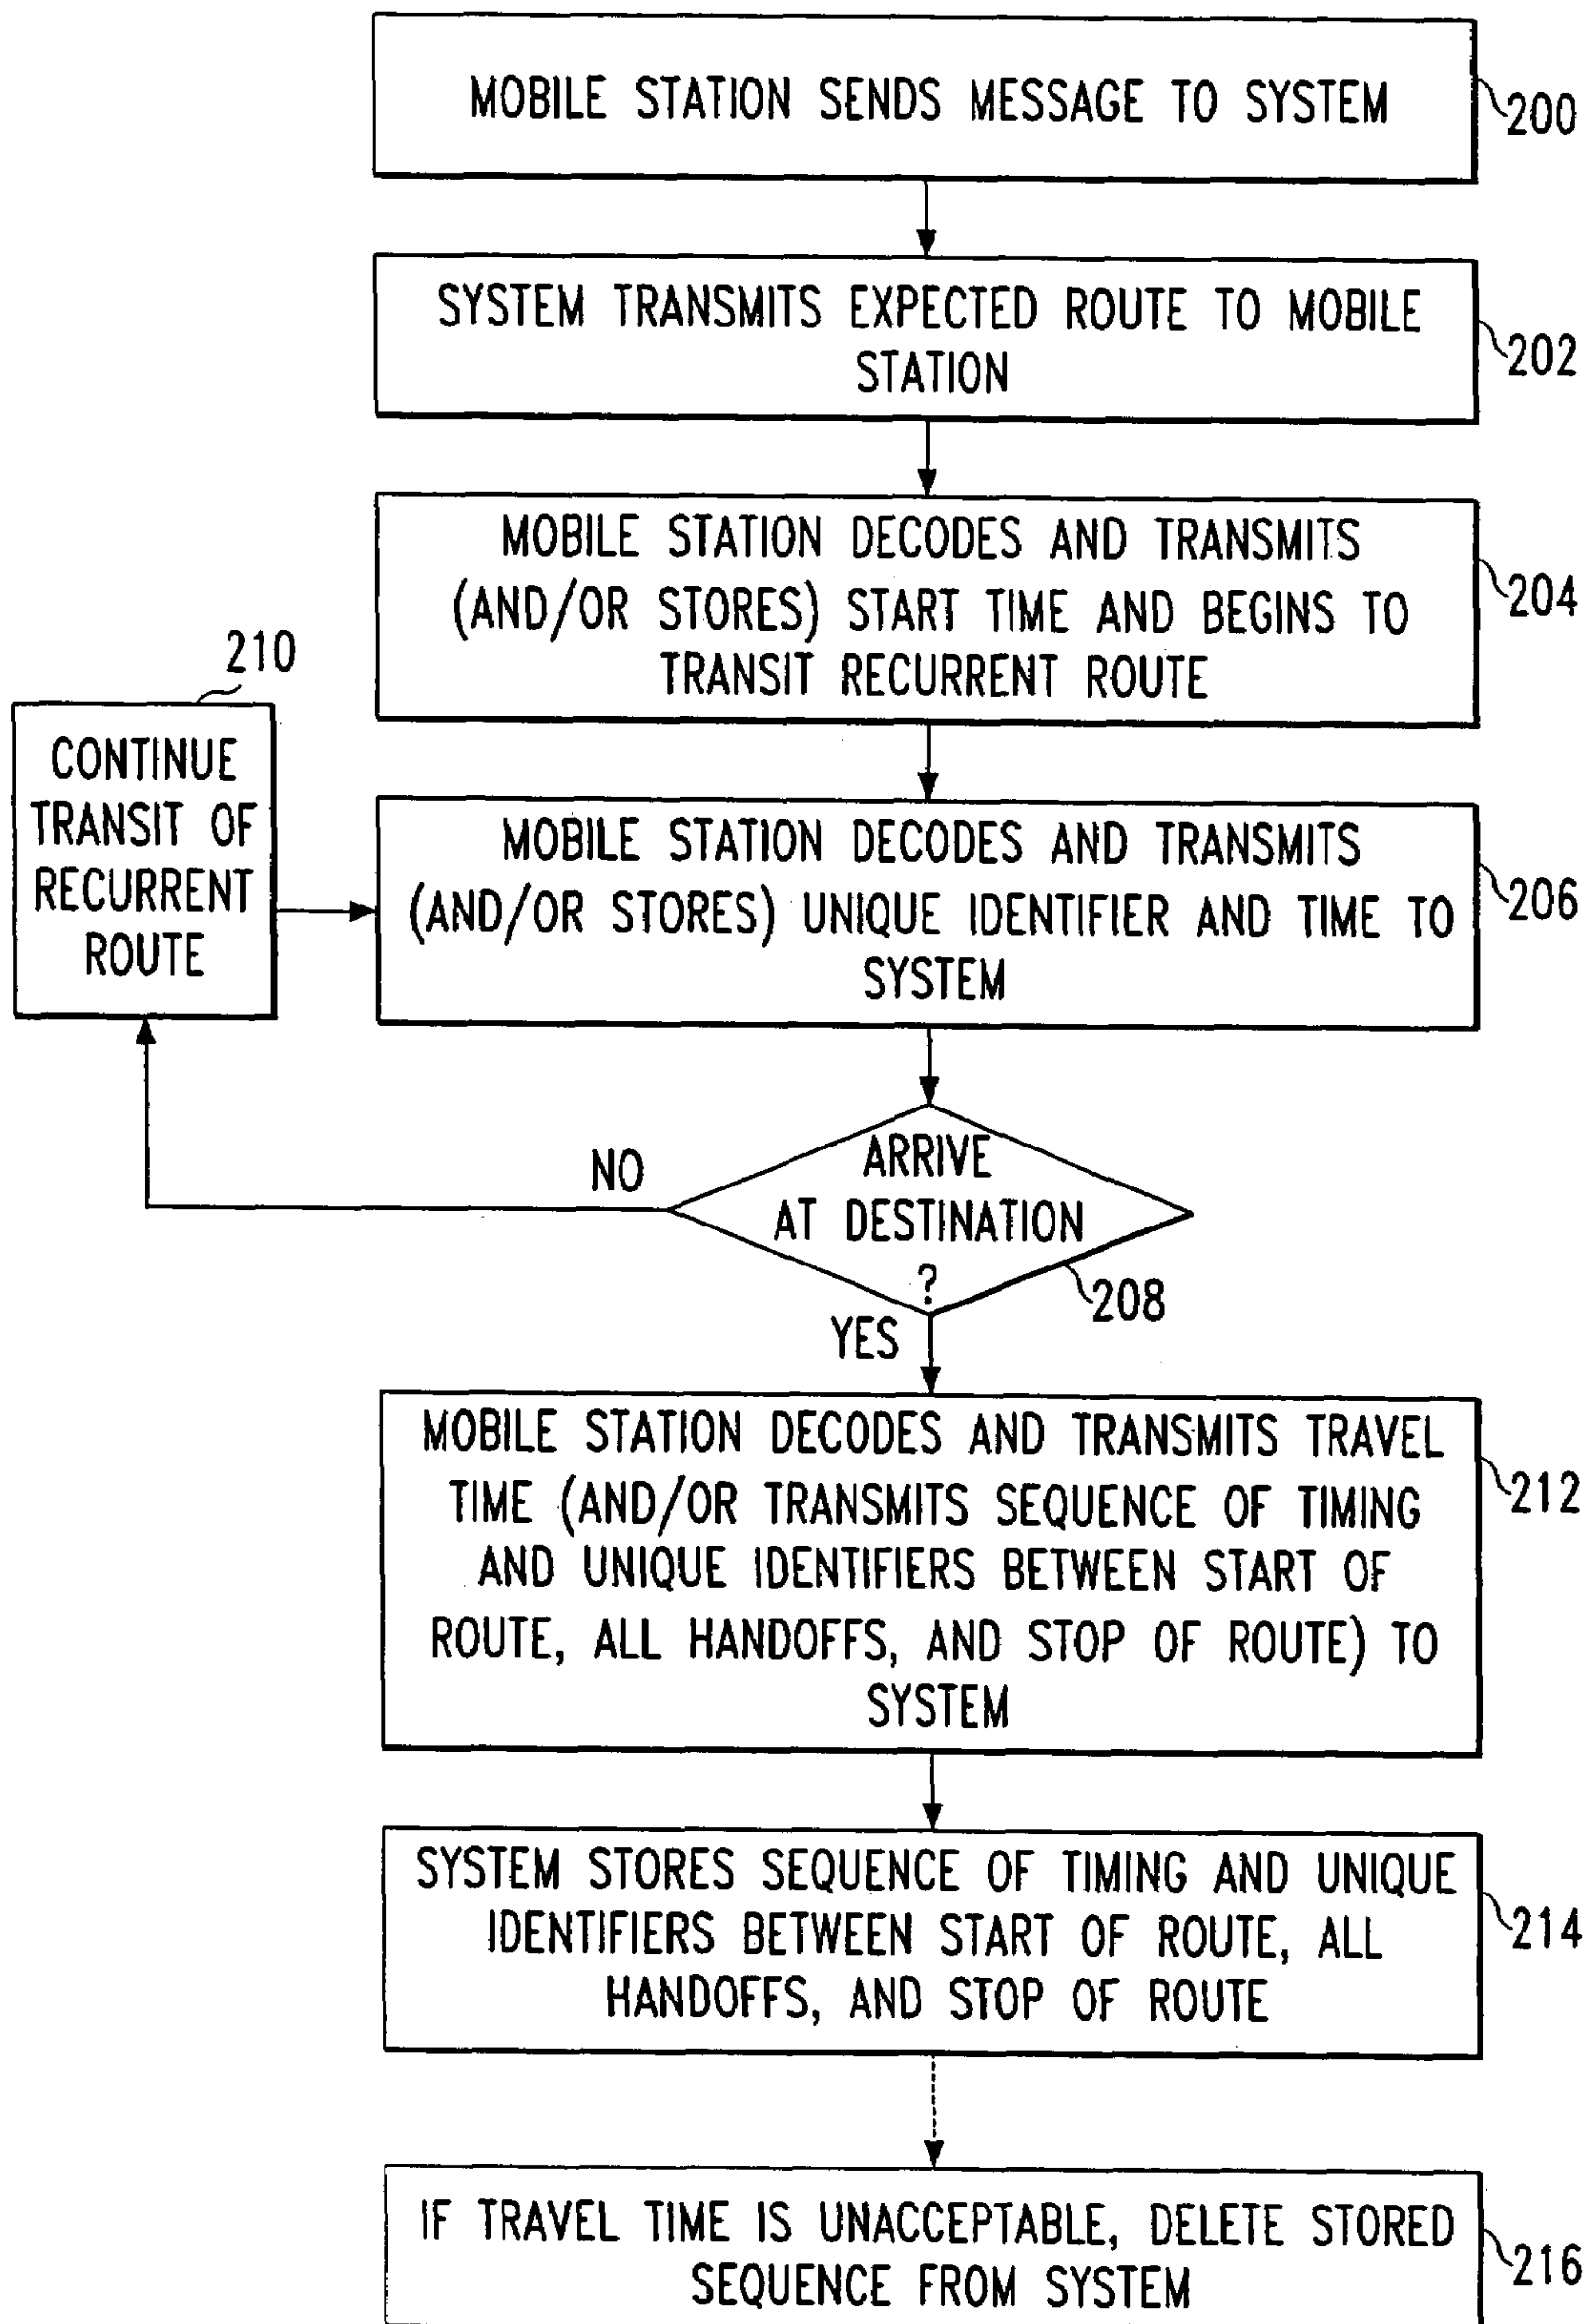 MOBILE STATION SENDS MESSAGE TO SYSTEM
200
SYSTEM TRANSMITS EXPECTED ROUTE TO MOBILE
STATION
202
MOBILE STATION DECODES AND TRANSMITS
(AND/OR STORES) START TIME AND BEGINS TO
TRANSIT RECURRENT ROUTE
204
210
CONTINUE
TRANSIT OF
RECURRENT
ROUTE
MOBILE STATION DECODES AND TRANSMITS
(AND/OR STORES) UNIQUE IDENTIFIER AND TIME TO
SYSTEM
206
NO
ARRIVE
AT DESTINATION
?
208
YES
MOBILE STATION DECODES AND TRANSMITS TRAVEL
TIME (AND/OR TRANSMITS SEQUENCE OF TIMING
AND UNIQUE IDENTIFIERS BETWEEN START OF
ROUTE, ALL HANDOFFS, AND STOP OF ROUTE) TO
SYSTEM
212
SYSTEM STORES SEQUENCE OF TIMING AND UNIQUE
IDENTIFIERS BETWEEN START OF ROUTE, ALL
HANDOFFS, AND STOP OF ROUTE
214
IF TRAVEL TIME IS UNACCEPTABLE, DELETE STORED
SEQUENCE FROM SYSTEM
216